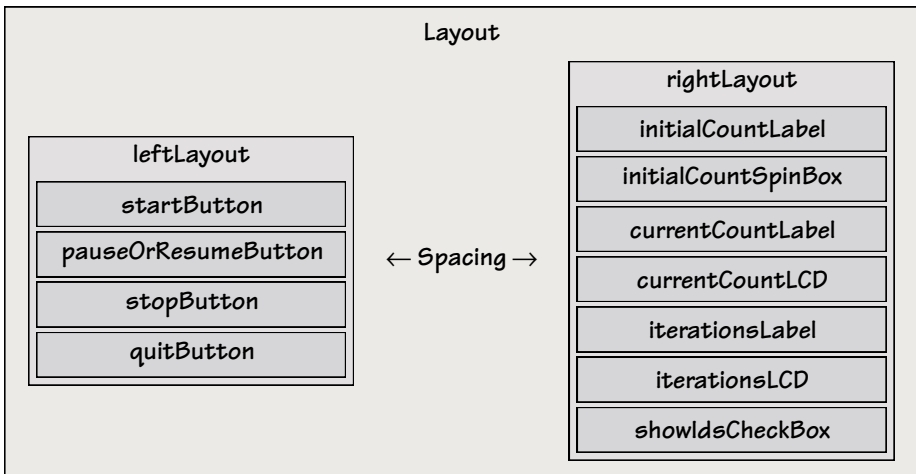 Layout
leftLayout
startButton
pauseOrResumeButton
stopButton
quitButton
← Spacing →
rightLayout
initialCountLabel
initialCountSpinBox
currentCountLabel
currentCountLCD
iterationsLabel
iterationsLCD
showIdsCheckBox